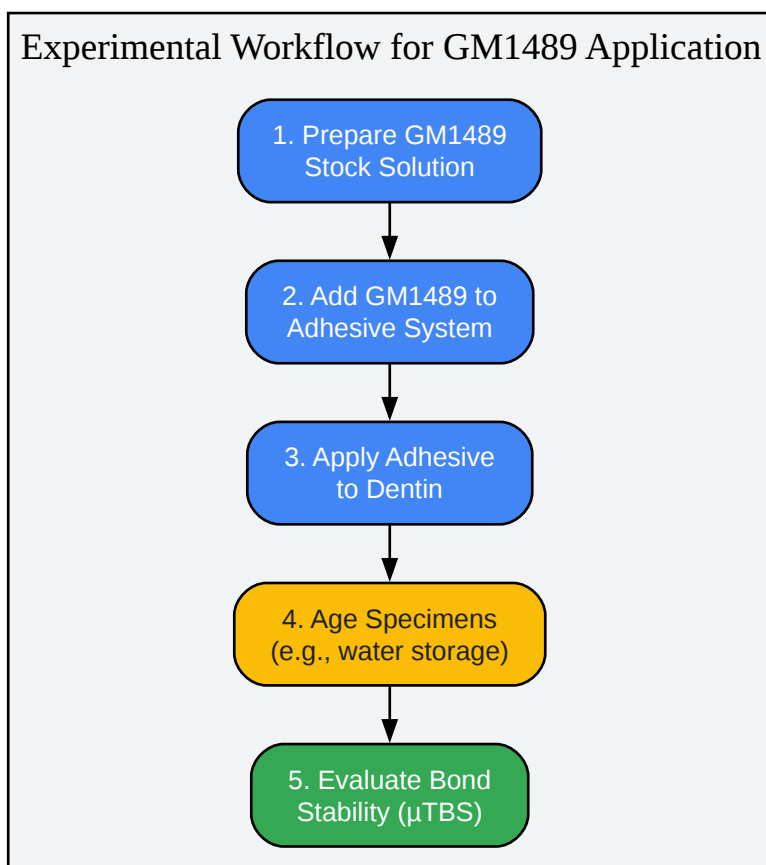 Experimental Workflow for GM1489 Application
1. Prepare GM1489
Stock Solution
2. Add GM1489 to
Adhesive System
3. Apply Adhesive
to Dentin
4. Age Specimens
(e.g., water storage)
5. Evaluate Bond
Stability (µTBS)